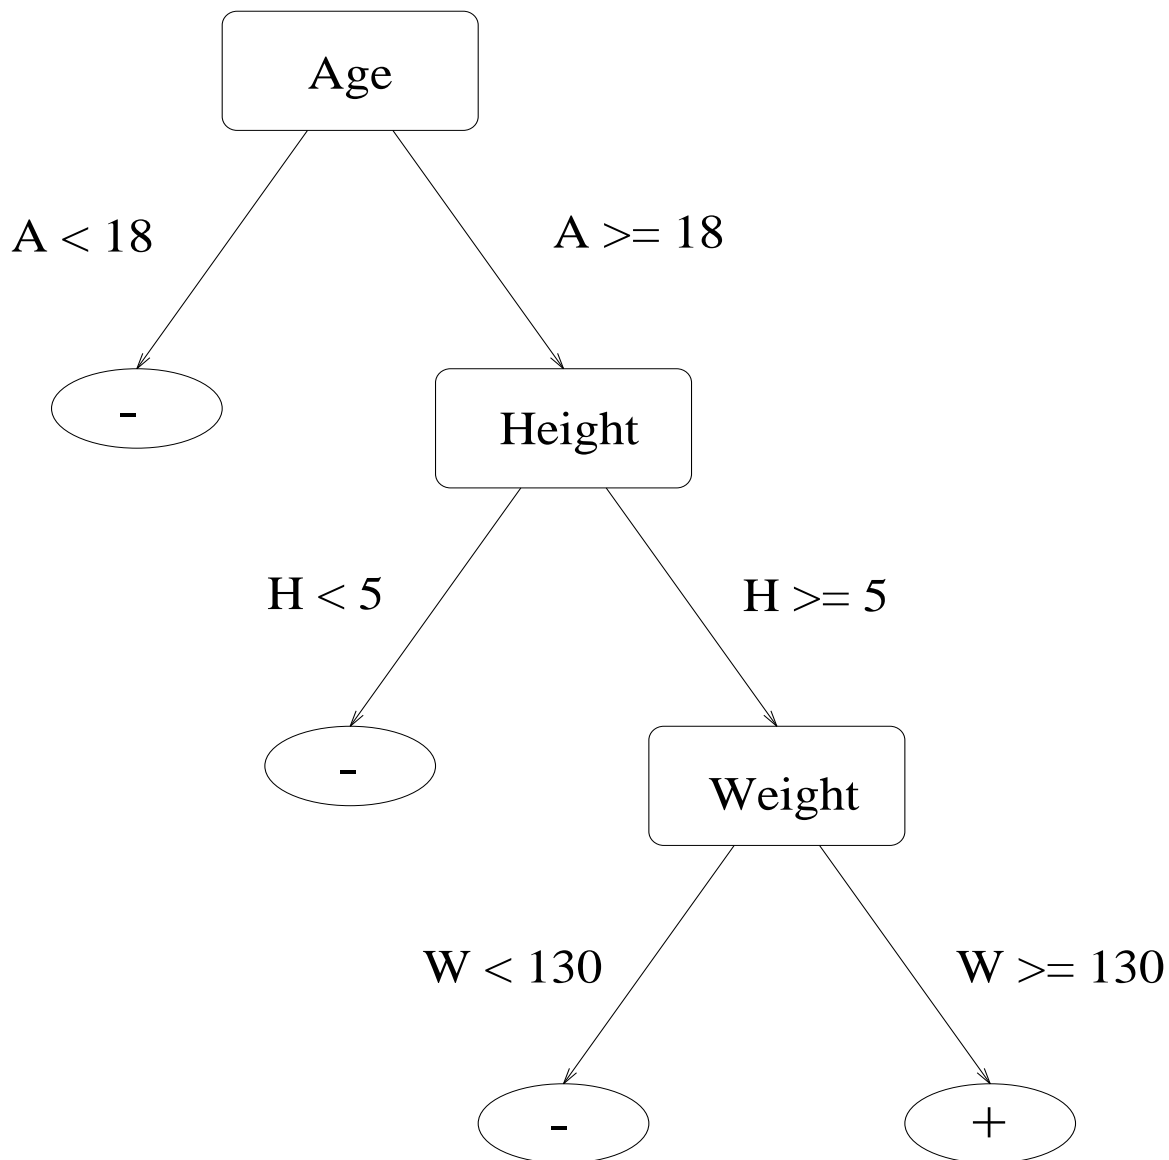 Age
A < 18
A >= 18
-
Height
H < 5
H >= 5
-
Weight
W < 130
W >= 130
-
+